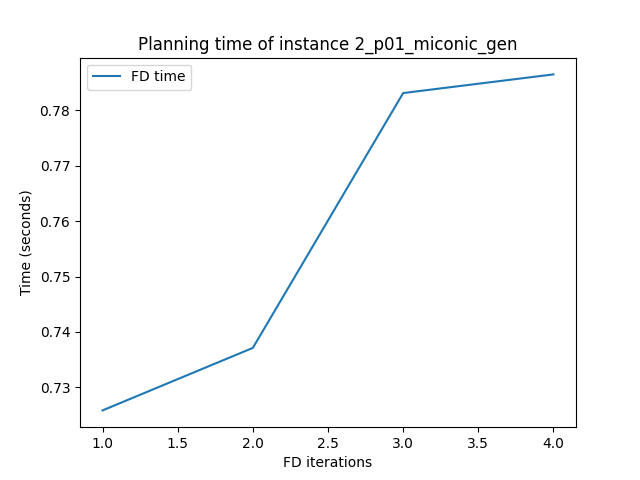 Planning time of instance 2_p01_miconic_gen
FD time
Time (seconds)
0.78
0.77
0.76
0.75
0.74
0.73
1.0 1.5 2.0 2.5 3.0 3.5 4.0
FD iterations